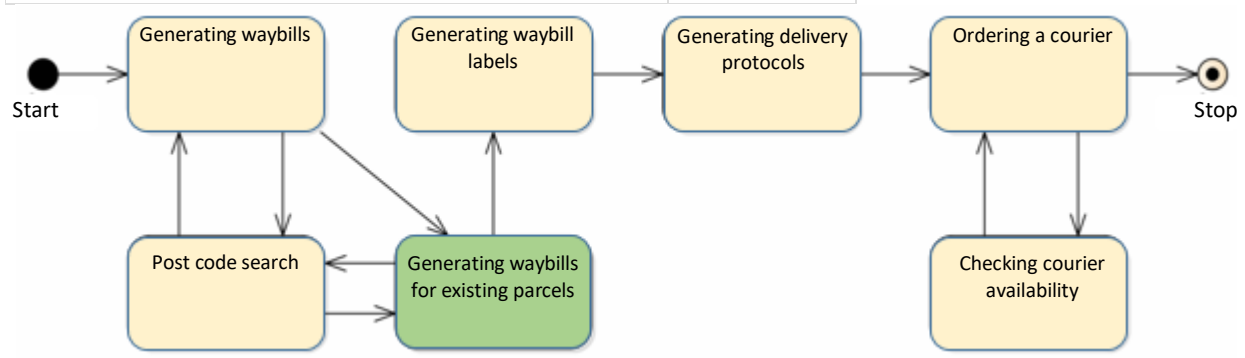 Start
Generating waybills
Generating waybill
labels
Generating delivery
protocols
Ordering a courier
Stop
Post code search
Generating waybills
for existing parcels
Checking courier
availability